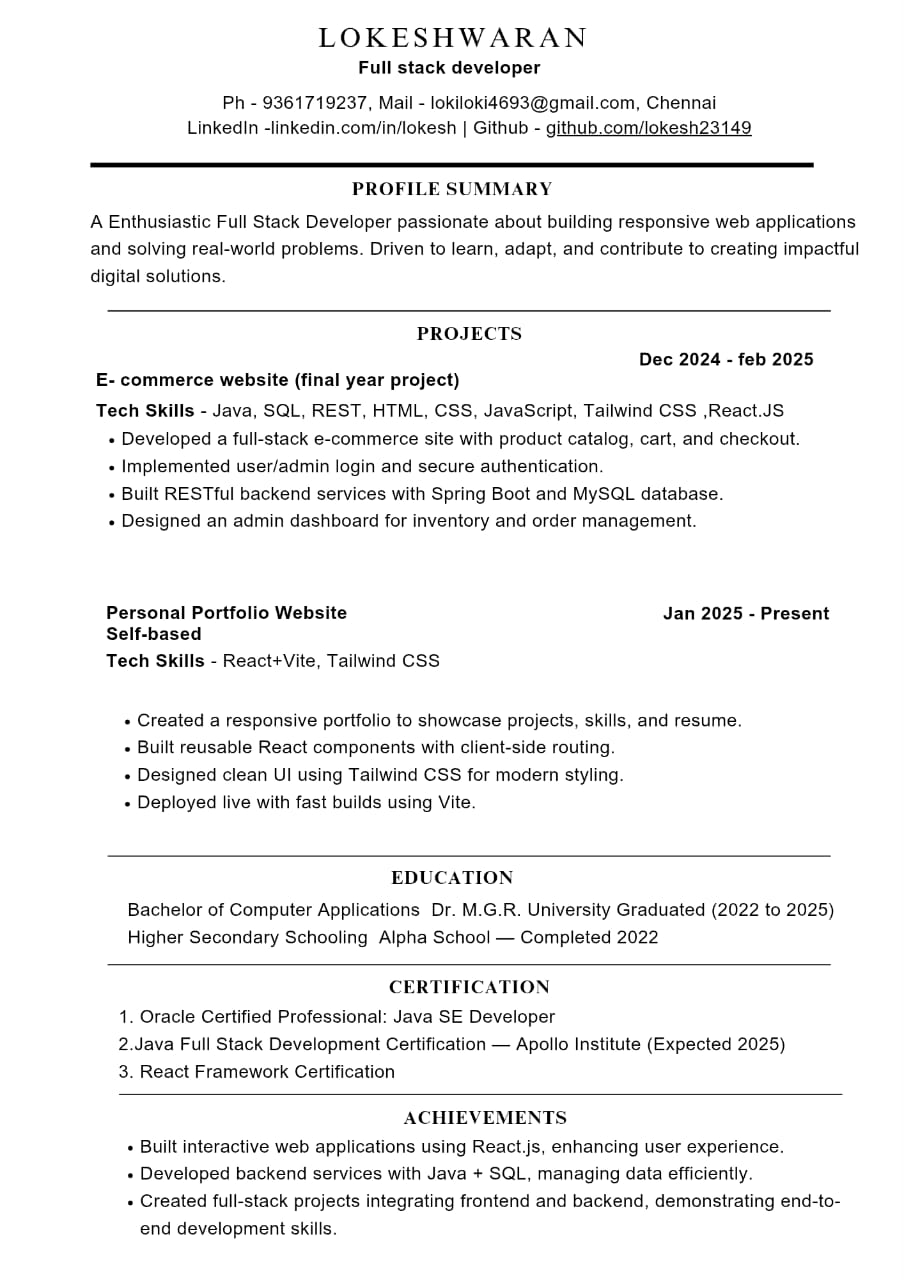 LOKESHWARAN
Full stack developer
Ph - 9361719237, Mail - lokiloki4693@gmail.com, Chennai
LinkedIn -linkedin.com/in/lokesh | Github - github.com/lokesh23149
PROFILE SUMMARY
A Enthusiastic Full Stack Developer passionate about building responsive web applications
and solving real-world problems. Driven to learn, adapt, and contribute to creating impactful
digital solutions.
PROJECTS
Dec 2024 - feb 2025
E- commerce website (final year project)
Tech Skills - Java, SQL, REST, HTML, CSS, JavaScript, Tailwind CSS ,React.JS
• Developed a full-stack e-commerce site with product catalog, cart, and checkout.
• Implemented user/admin login and secure authentication.
• Built RESTful backend services with Spring Boot and MySQL database.
• Designed an admin dashboard for inventory and order management.
Personal Portfolio Website Jan 2025 - Present
Self-based
Tech Skills - React+Vite, Tailwind CSS
• Created a responsive portfolio to showcase projects, skills, and resume.
• Built reusable React components with client-side routing.
• Designed clean UI using Tailwind CSS for modern styling.
• Deployed live with fast builds using Vite.
EDUCATION
Bachelor of Computer Applications  Dr. M.G.R. University Graduated (2022 to 2025)
Higher Secondary Schooling  Alpha School — Completed 2022
CERTIFICATION
1. Oracle Certified Professional: Java SE Developer
2.Java Full Stack Development Certification — Apollo Institute (Expected 2025)
3. React Framework Certification
ACHIEVEMENTS
• Built interactive web applications using React.js, enhancing user experience.
• Developed backend services with Java + SQL, managing data efficiently.
• Created full-stack projects integrating frontend and backend, demonstrating end-to-
end development skills.